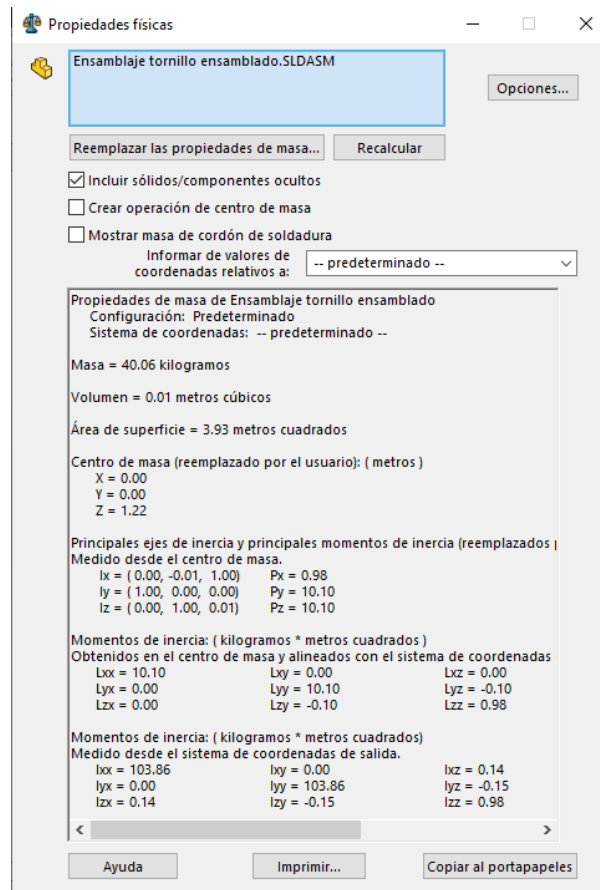 Propiedades físicas
Ensamblaje tornillo ensamblado.SLDASM
Opciones...
Reemplazar las propiedades de masa... Recalcular
Incluir sólidos/componentes ocultos
Crear operación de centro de masa
Mostrar masa de cordón de soldadura
Informar de valores de
coordenadas relativos a: -- predeterminado --
Propiedades de masa de Ensamblaje tornillo ensamblado
Configuración: Predeterminado
Sistema de coordenadas: -- predeterminado --
Masa = 40.06 kilogramos
Volumen = 0.01 metros cúbicos
Área de superficie = 3.93 metros cuadrados
Centro de masa (reemplazado por el usuario): ( metros )
X = 0.00
Y = 0.00
Z = 1.22
Principales ejes de inercia y principales momentos de inercia (reemplazados p
Medido desde el centro de masa.
Ix = ( 0.00, -0.01, 1.00) Px = 0.98
Iy = ( 1.00, 0.00, 0.00) Py = 10.10
Iz = ( 0.00, 1.00, 0.01) Pz = 10.10
Momentos de inercia: ( kilogramos * metros cuadrados )
Obtenidos en el centro de masa y alineados con el sistema de coordenadas
Lxx = 10.10 Lxy = 0.00 Lxz = 0.00
Lyx = 0.00 Lyy = 10.10 Lyz = -0.10
Lzx = 0.00 Lzy = -0.10 Lzz = 0.98
Momentos de inercia: ( kilogramos * metros cuadrados)
Medido desde el sistema de coordenadas de salida.
Ixx = 103.86 Ixy = 0.00 Ixz = 0.14
Iyx = 0.00 Iyy = 103.86 Iyz = -0.15
Izx = 0.14 Izy = -0.15 Izz = 0.98
Ayuda Imprimir... Copiar al portapapeles